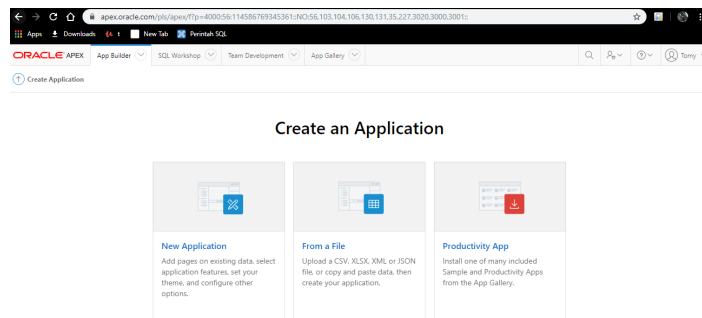 apex.oracle.com/pls/apex/f?p=4000:56:114586769345361::NO:56,103,104,106,130,131,35,227,3020,3000,3001::
Apps Downloads t New Tab Perintah SQL
ORACLE APEX App Builder SQL Workshop Team Development App Gallery Tomy
Create Application
Create an Application
New Application
Add pages on existing data, select
application features, set your
theme, and configure other
options.
From a File
Upload a CSV, XLSX, XML or JSON
file, or copy and paste data, then
create your application.
Productivity App
Install one of many included
Sample and Productivity Apps
from the App Gallery.